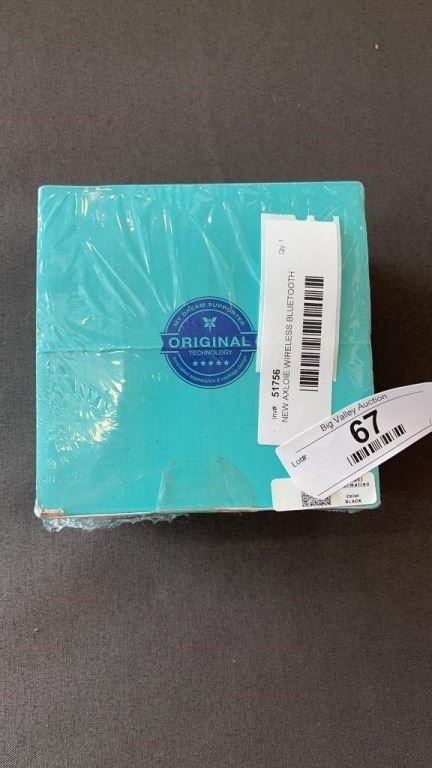 MY DREAM SUPPORTER
ORIGINAL
TECHNOLOGY
Qty 1
Inv#: 51756
NEW AXLOIE WIRELESS BLUETOOTH
Big Valley Auction
Lot#:
67
Color
BLACK